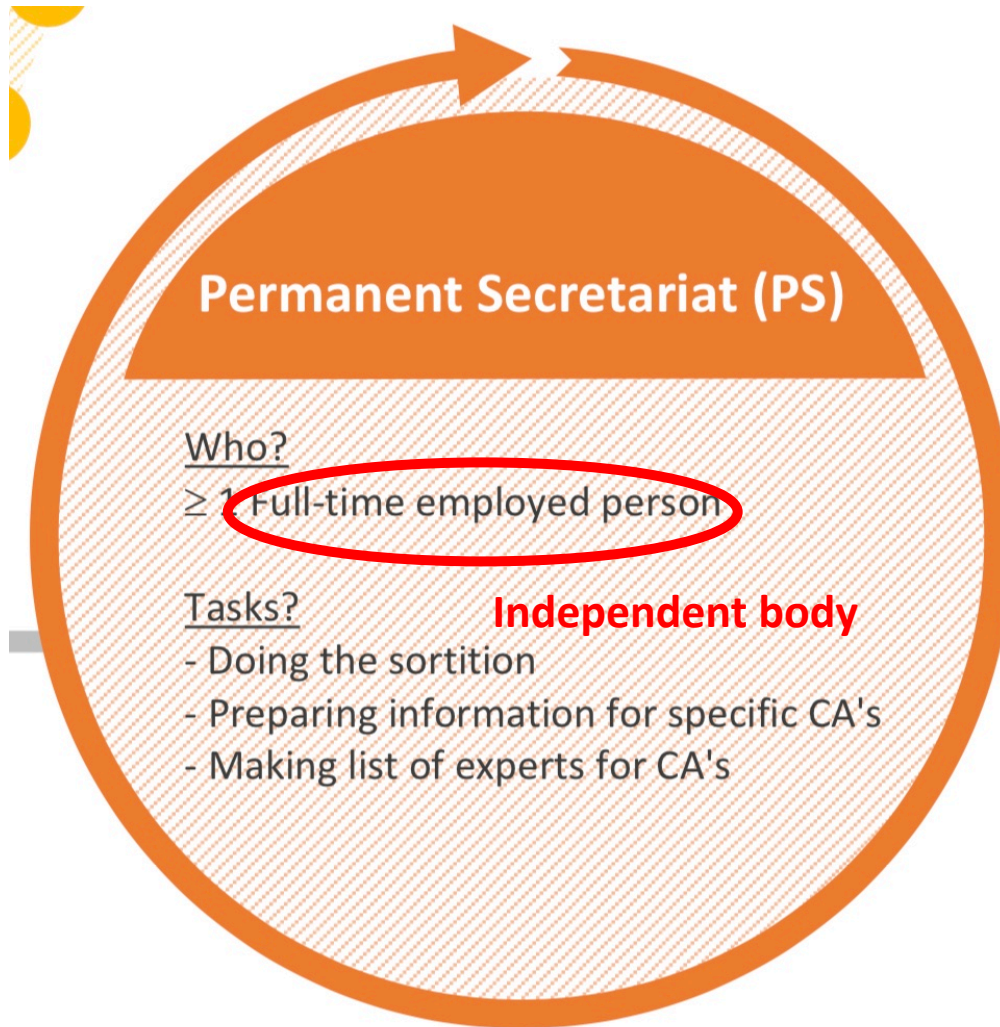 Permanent Secretariat (PS)
Who?
≥ 1 Full-time employed person
Tasks?
Independent body
- Doing the sortition
- Preparing information for specific CA's
- Making list of experts for CA's